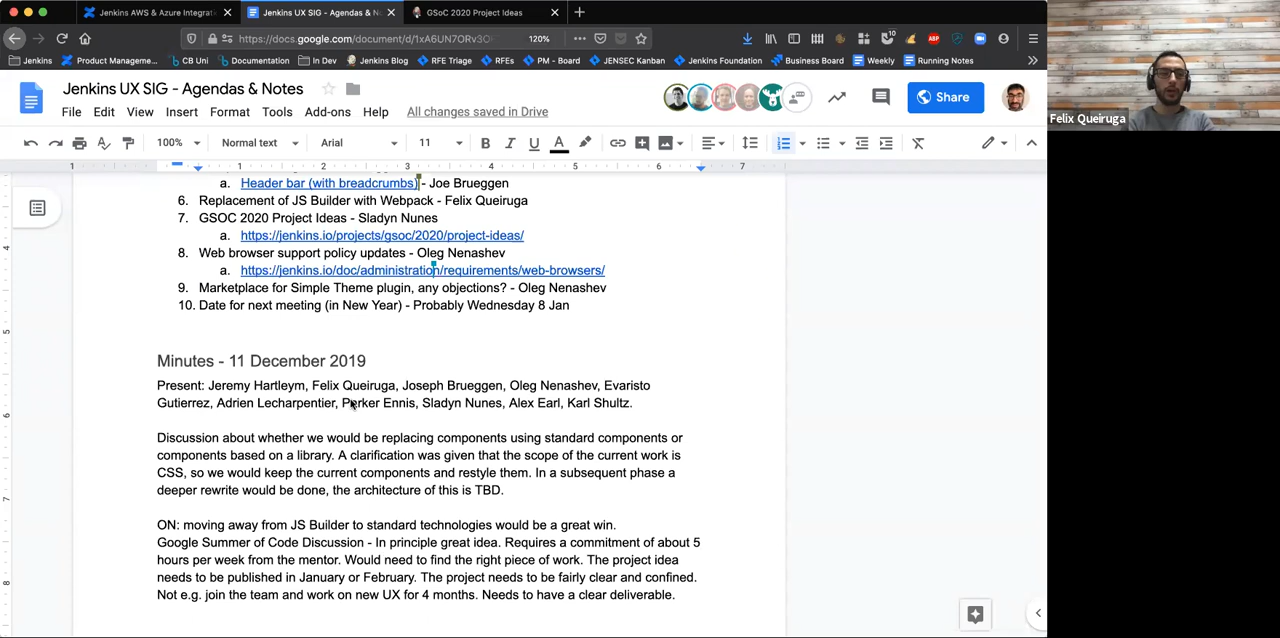 Jenkins AWS & Azure Integrati
Jenkins UX SIG - Agendas & N
GSoC 2020 Project Ideas
https://docs.google.com/document/d/1xA6UN7ORv3O
120%
Jenkins
Product Maneme...
CB Uni
Documentation
In Dev
Jenkins Blog
RFE Triage
RFEs
PM - Board
JENSEC Kanban
Jenkins Foundation
Business Board
Weekly
Running Notes
Jenkins UX SIG - Agendas & Notes
File Edit View Insert Format Tools Add-ons Help All changes saved in Drive
Share
100% Normal text Arial 11
1 1 2 3 4 5 6 7
a. Header bar (with breadcrumbs) - Joe Brueggen
6. Replacement of JS Builder with Webpack - Felix Queiruga
7. GSOC 2020 Project Ideas - Sladyn Nunes
a. https://jenkins.io/projects/gsoc/2020/project-ideas/
8. Web browser support policy updates - Oleg Nenashev
a. https://jenkins.io/doc/administration/requirements/web-browsers/
9. Marketplace for Simple Theme plugin, any objections? - Oleg Nenashev
10. Date for next meeting (in New Year) - Probably Wednesday 8 Jan
Minutes - 11 December 2019
Present: Jeremy Hartleym, Felix Queiruga, Joseph Brueggen, Oleg Nenashev, Evaristo
Gutierrez, Adrien Lecharpentier, Parker Ennis, Sladyn Nunes, Alex Earl, Karl Shultz.
Discussion about whether we would be replacing components using standard components or
components based on a library. A clarification was given that the scope of the current work is
CSS, so we would keep the current components and restyle them. In a subsequent phase a
deeper rewrite would be done, the architecture of this is TBD.
ON: moving away from JS Builder to standard technologies would be a great win.
Google Summer of Code Discussion - In principle great idea. Requires a commitment of about 5
hours per week from the mentor. Would need to find the right piece of work. The project idea
needs to be published in January or February. The project needs to be fairly clear and confined.
Not e.g. join the team and work on new UX for 4 months. Needs to have a clear deliverable.
Felix Queiruga